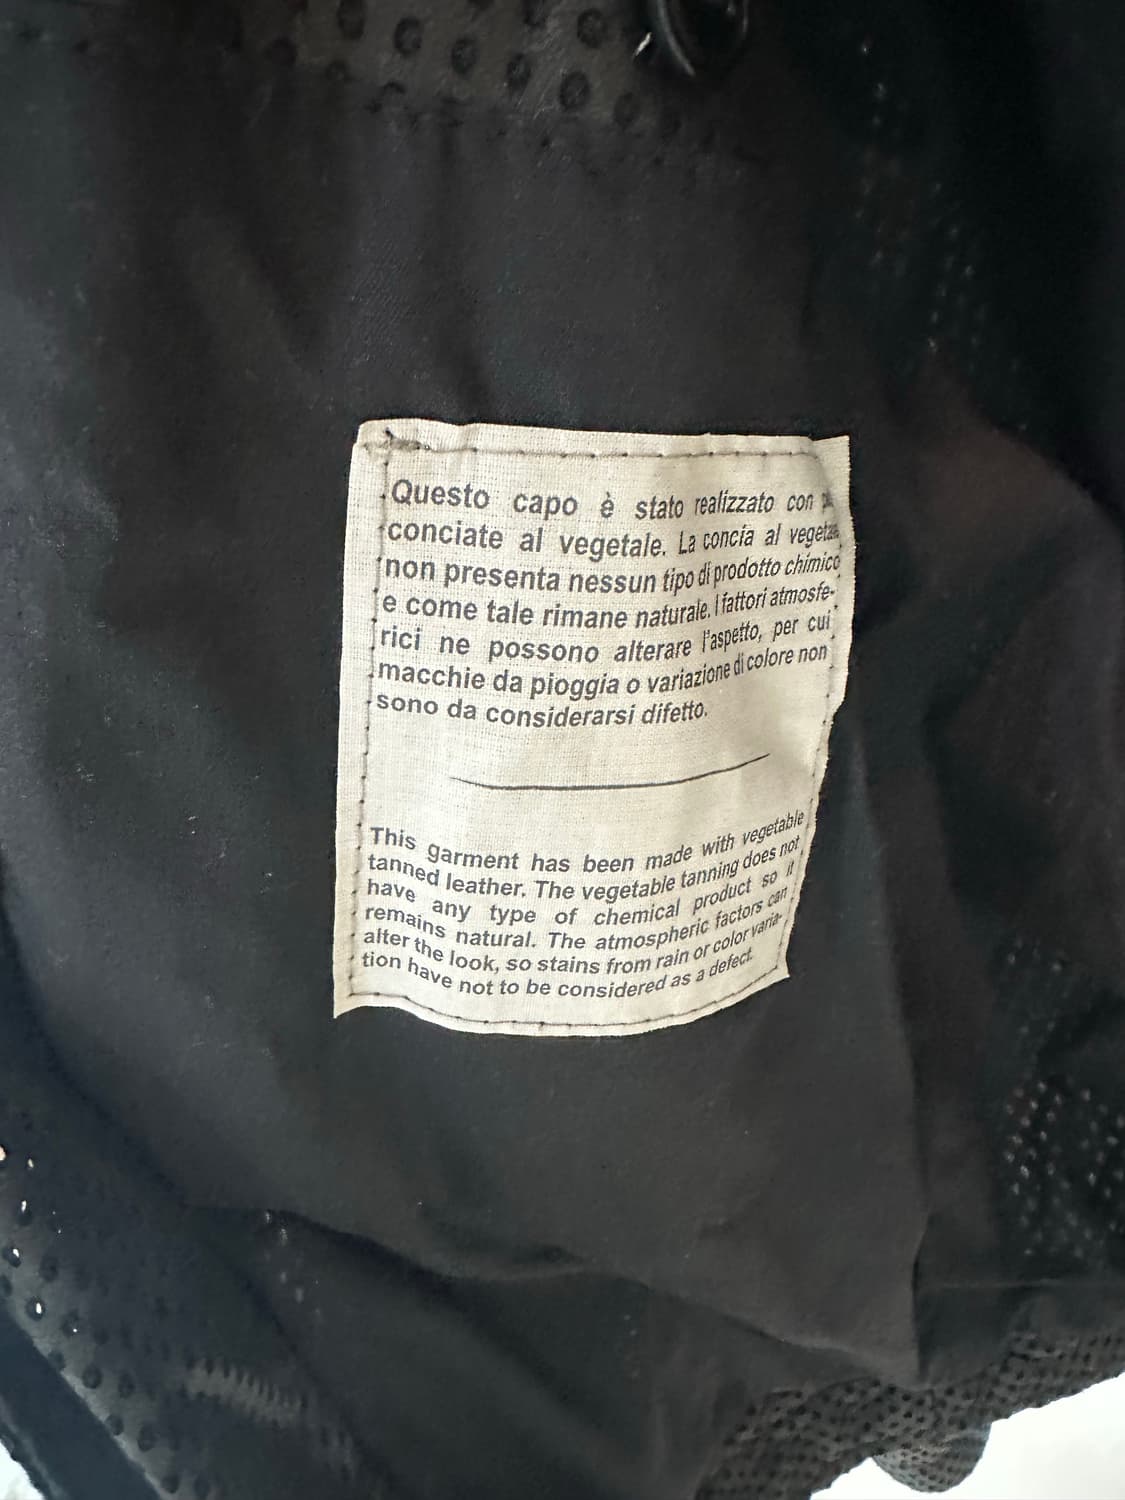 Questo capo è stato realizzato con
conciate al vegetale. La concia al vegetale
non presenta nessun tipo di prodotto chimico
e come tale rimane naturale. I fattori atmosfe-
rici ne possono alterare l'aspetto, per cui
macchie da pioggia o variazione di colore non
sono da considerarsi difetto.
This garment has been made with vegetable
tanned leather. The vegetable tanning does not
have any type of chemical product so it
remains natural. The atmospheric factors can
alter the look, so stains from rain or color varia-
tion have not to be considered as a defect.